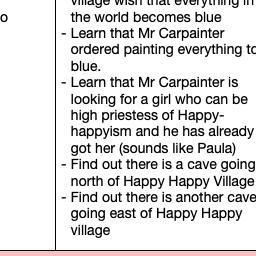 village wish that everything in
the world becomes blue
o
- Learn that Mr Carpainter
ordered painting everything to
blue.
- Learn that Mr Carpainter is
looking for a girl who can be
high priestess of Happy-
happyism and he has already
got her (sounds like Paula)
- Find out there is a cave going
north of Happy Happy Village
- Find out there is another cave
going east of Happy Happy
village